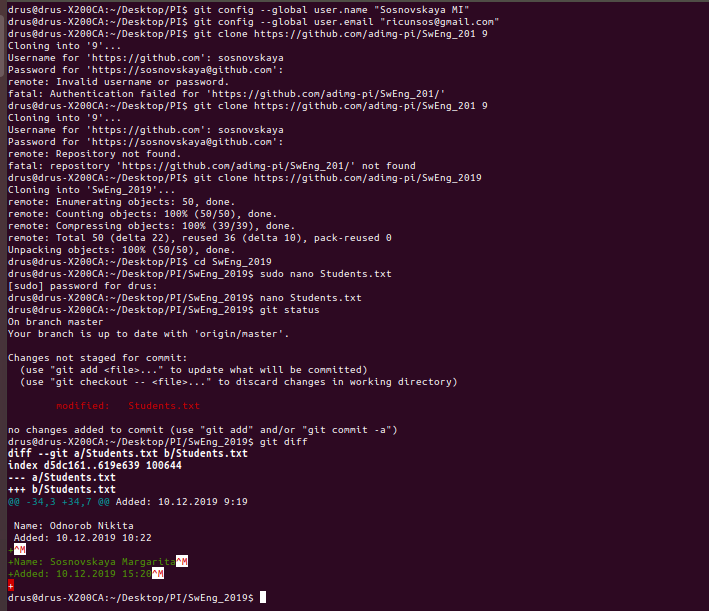 drus@drus-X200CA:~/Desktop/PI$ git config --global user.name "Sosnovskaya MI"
drus@drus-X200CA:~/Desktop/PI$ git config --global user.email "ricunsos@gmail.com"
drus@drus-X200CA:~/Desktop/PI$ git clone https://github.com/adimg-pi/SwEng_201 9
Cloning into '9'...
Username for 'https://github.com': sosnovskaya
Password for 'https://sosnovskaya@github.com':
remote: Invalid username or password.
fatal: Authentication failed for 'https://github.com/adimg-pi/SwEng_201/'
drus@drus-X200CA:~/Desktop/PI$ git clone https://github.com/adimg-pi/SwEng_201 9
Cloning into '9'...
Username for 'https://github.com': sosnovskaya
Password for 'https://sosnovskaya@github.com':
remote: Repository not found.
fatal: repository 'https://github.com/adimg-pi/SwEng_201/' not found
drus@drus-X200CA:~/Desktop/PI$ git clone https://github.com/adimg-pi/SwEng_2019
Cloning into 'SwEng_2019'...
remote: Enumerating objects: 50, done.
remote: Counting objects: 100% (50/50), done.
remote: Compressing objects: 100% (39/39), done.
remote: Total 50 (delta 22), reused 36 (delta 10), pack-reused 0
Unpacking objects: 100% (50/50), done.
drus@drus-X200CA:~/Desktop/PI$ cd SwEng_2019
drus@drus-X200CA:~/Desktop/PI/SwEng_2019$ sudo nano Students.txt
[sudo] password for drus:
drus@drus-X200CA:~/Desktop/PI/SwEng_2019$ nano Students.txt
drus@drus-X200CA:~/Desktop/PI/SwEng_2019$ git status
On branch master
Your branch is up to date with 'origin/master'.
Changes not staged for commit:
  (use "git add <file>..." to update what will be committed)
  (use "git checkout -- <file>..." to discard changes in working directory)
        modified:   Students.txt
no changes added to commit (use "git add" and/or "git commit -a")
drus@drus-X200CA:~/Desktop/PI/SwEng_2019$ git diff
diff --git a/Students.txt b/Students.txt
index d5dc161..619e639 100644
--- a/Students.txt
+++ b/Students.txt
@@ -34,3 +34,7 @@ Added: 10.12.2019 9:19
 Name: Odnorob Nikita
 Added: 10.12.2019 10:22
+^M
+Name: Sosnovskaya Margarita^M
+Added: 10.12.2019 15:20^M
+
drus@drus-X200CA:~/Desktop/PI/SwEng_2019$